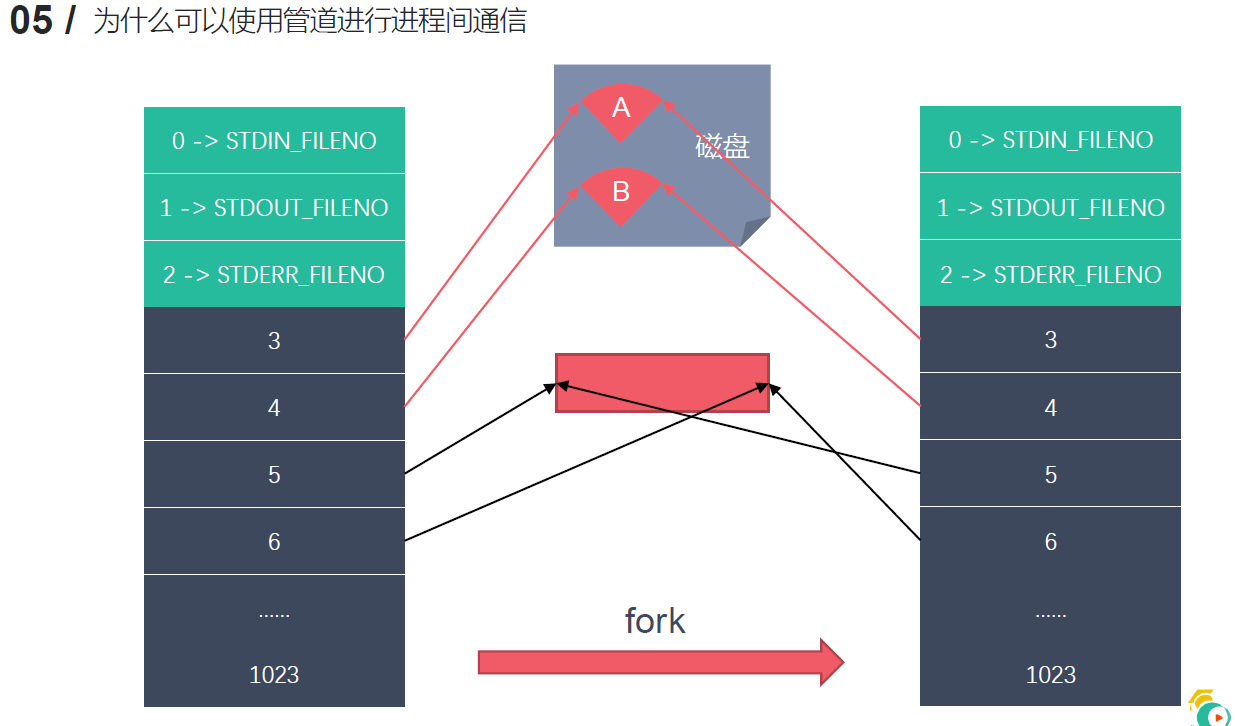 05 / 为什么可以使用管道进行进程间通信
0 -> STDIN_FILENO
1 -> STDOUT_FILENO
2 -> STDERR_FILENO
3
4
5
6
......
1023
A
B
磁盘
fork
0 -> STDIN_FILENO
1 -> STDOUT_FILENO
2 -> STDERR_FILENO
3
4
5
6
......
1023